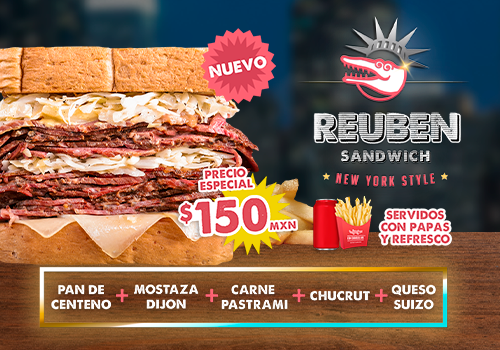 NUEVO
REUBEN
SANDWICH
★ NEW YORK STYLE ★
PRECIO
ESPECIAL
$150 MXN
SERVIDOS
CON PAPAS
Y REFRESCO
PAN DE
CENTENO
+
MOSTAZA
DIJON
+
CARNE
PASTRAMI
+
CHUCRUT
+
QUESO
SUIZO